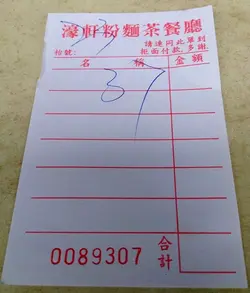 濠軒粉麵茶餐廳
請連同此單到
枱號:
柜面付款,多謝.
名 稱 金額
37
0089307 合計